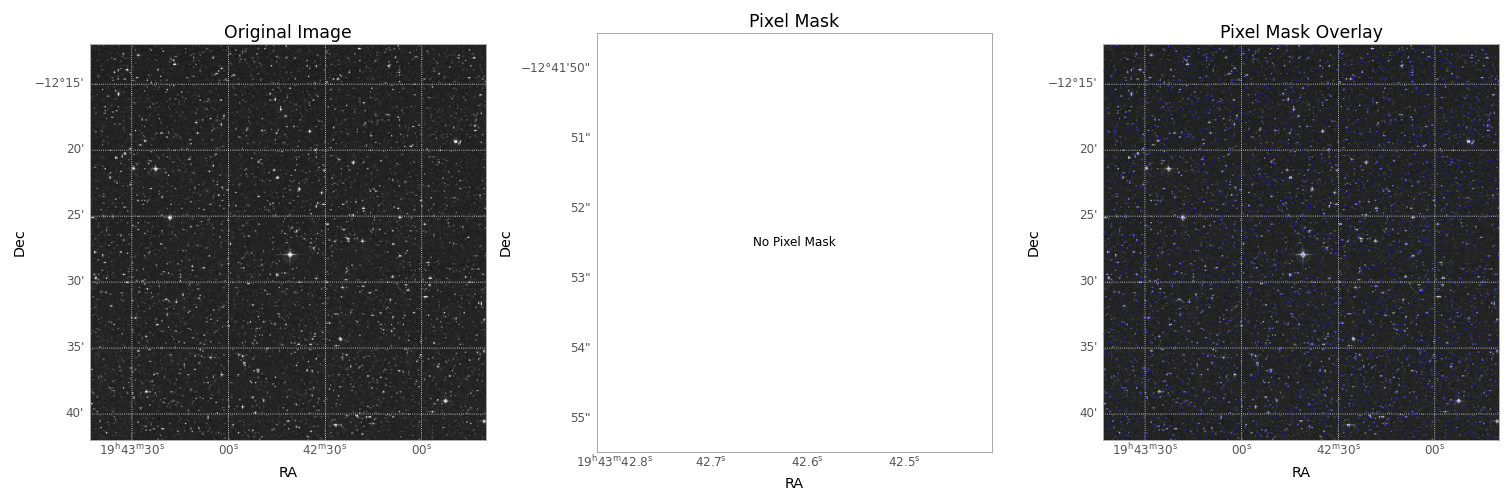 Original Image
−12°15'
20'
25'
30'
35'
40'
Dec
19ʰ43ᵐ30ˢ 00ˢ 42ᵐ30ˢ 00ˢ
RA
Pixel Mask
−12°41'50"
51"
52"
53"
54"
55"
Dec
No Pixel Mask
19ʰ43ᵐ42.8ˢ 42.7ˢ 42.6ˢ 42.5ˢ
RA
Pixel Mask Overlay
−12°15'
20'
25'
30'
35'
40'
Dec
19ʰ43ᵐ30ˢ 00ˢ 42ᵐ30ˢ 00ˢ
RA